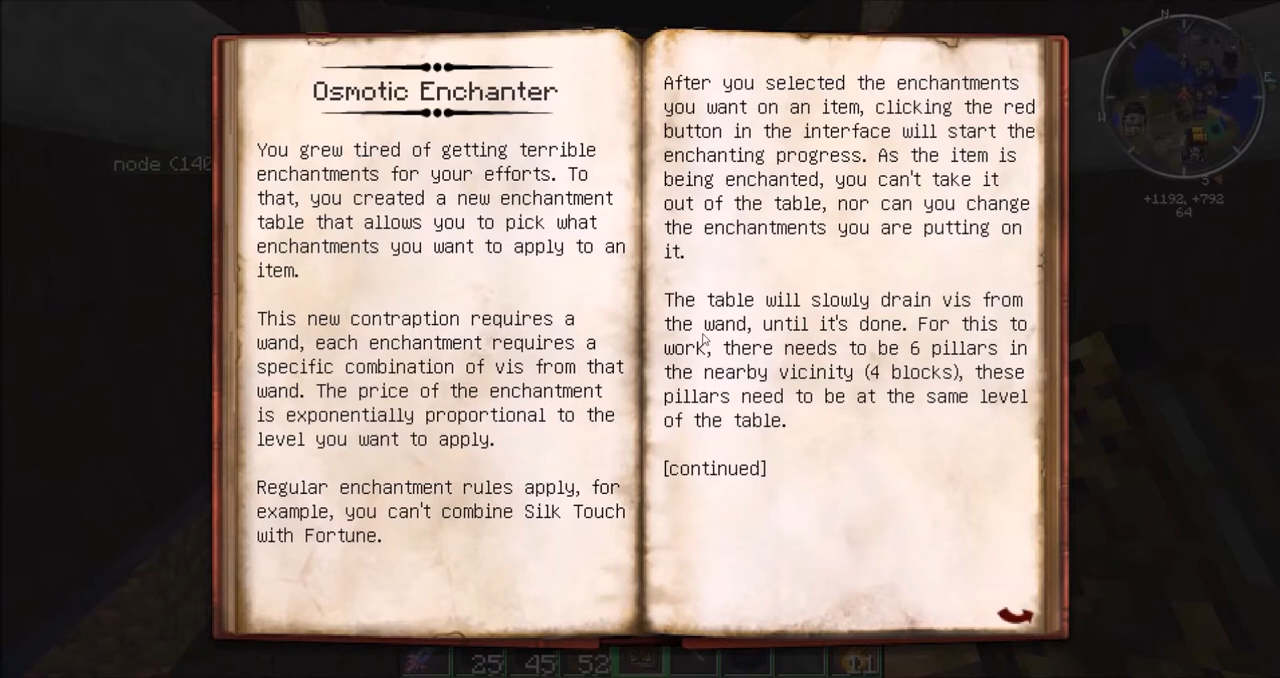 Osmotic Enchanter
You grew tired of getting terrible
enchantments for your efforts. To
that, you created a new enchantment
table that allows you to pick what
enchantments you want to apply to an
item.
This new contraption requires a
wand, each enchantment requires a
specific combination of vis from that
wand. The price of the enchantment
is exponentially proportional to the
level you want to apply.
Regular enchantment rules apply, for
example, you can't combine Silk Touch
with Fortune.
After you selected the enchantments
you want on an item, clicking the red
button in the interface will start the
enchanting progress. As the item is
being enchanted, you can't take it
out of the table, nor can you change
the enchantments you are putting on
it.
The table will slowly drain vis from
the wand, until it's done. For this to
work, there needs to be 6 pillars in
the nearby vicinity (4 blocks), these
pillars need to be at the same level
of the table.
[continued]
node (140
N
E
W
S
+1192, +792
64
25 45 52 11